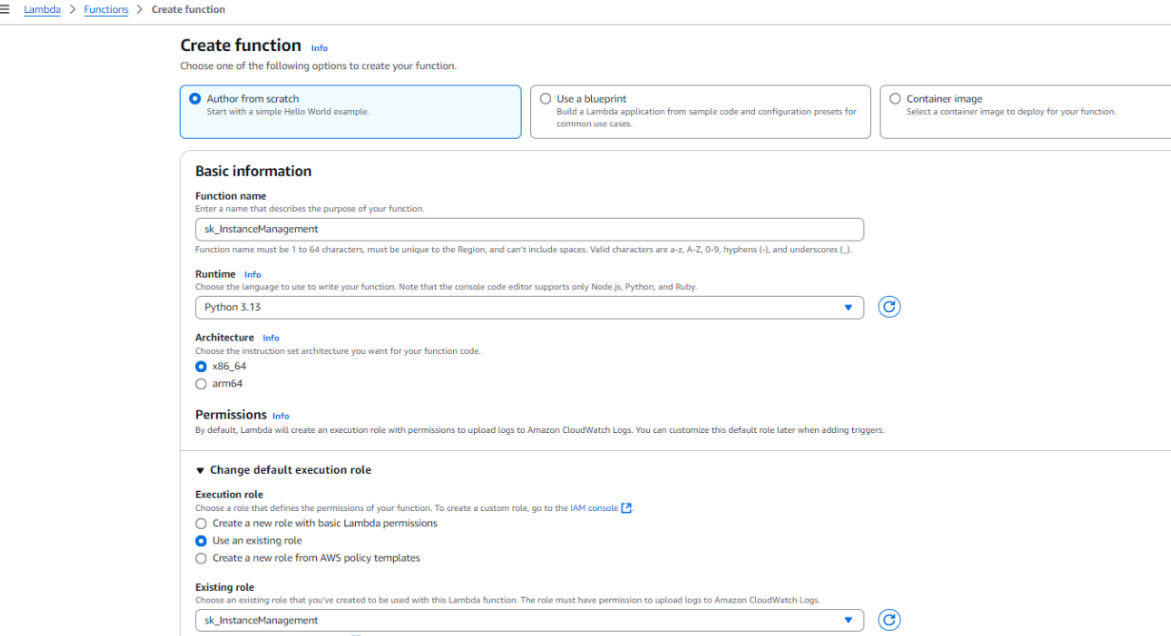 Lambda > Functions > Create function
Create function Info
Choose one of the following options to create your function.
Author from scratch
Start with a simple Hello World example.
Use a blueprint
Build a Lambda application from sample code and configuration presets for
common use cases.
Container image
Select a container image to deploy for your function.
Basic information
Function name
Enter a name that describes the purpose of your function.
sk_InstanceManagement
Function name must be 1 to 64 characters, must be unique to the Region, and can't include spaces. Valid characters are a-z, A-Z, 0-9, hyphens (-), and underscores (_).
Runtime Info
Choose the language to use to write your function. Note that the console code editor supports only Node.js, Python, and Ruby.
Python 3.13
Architecture Info
Choose the instruction set architecture you want for your function code.
x86_64
arm64
Permissions Info
By default, Lambda will create an execution role with permissions to upload logs to Amazon CloudWatch Logs. You can customize this default role later when adding triggers.
Change default execution role
Execution role
Choose a role that defines the permissions of your function. To create a custom role, go to the IAM console.
Create a new role with basic Lambda permissions
Use an existing role
Create a new role from AWS policy templates
Existing role
Choose an existing role that you've created to be used with this Lambda function. The role must have permission to upload logs to Amazon CloudWatch Logs.
sk_InstanceManagement